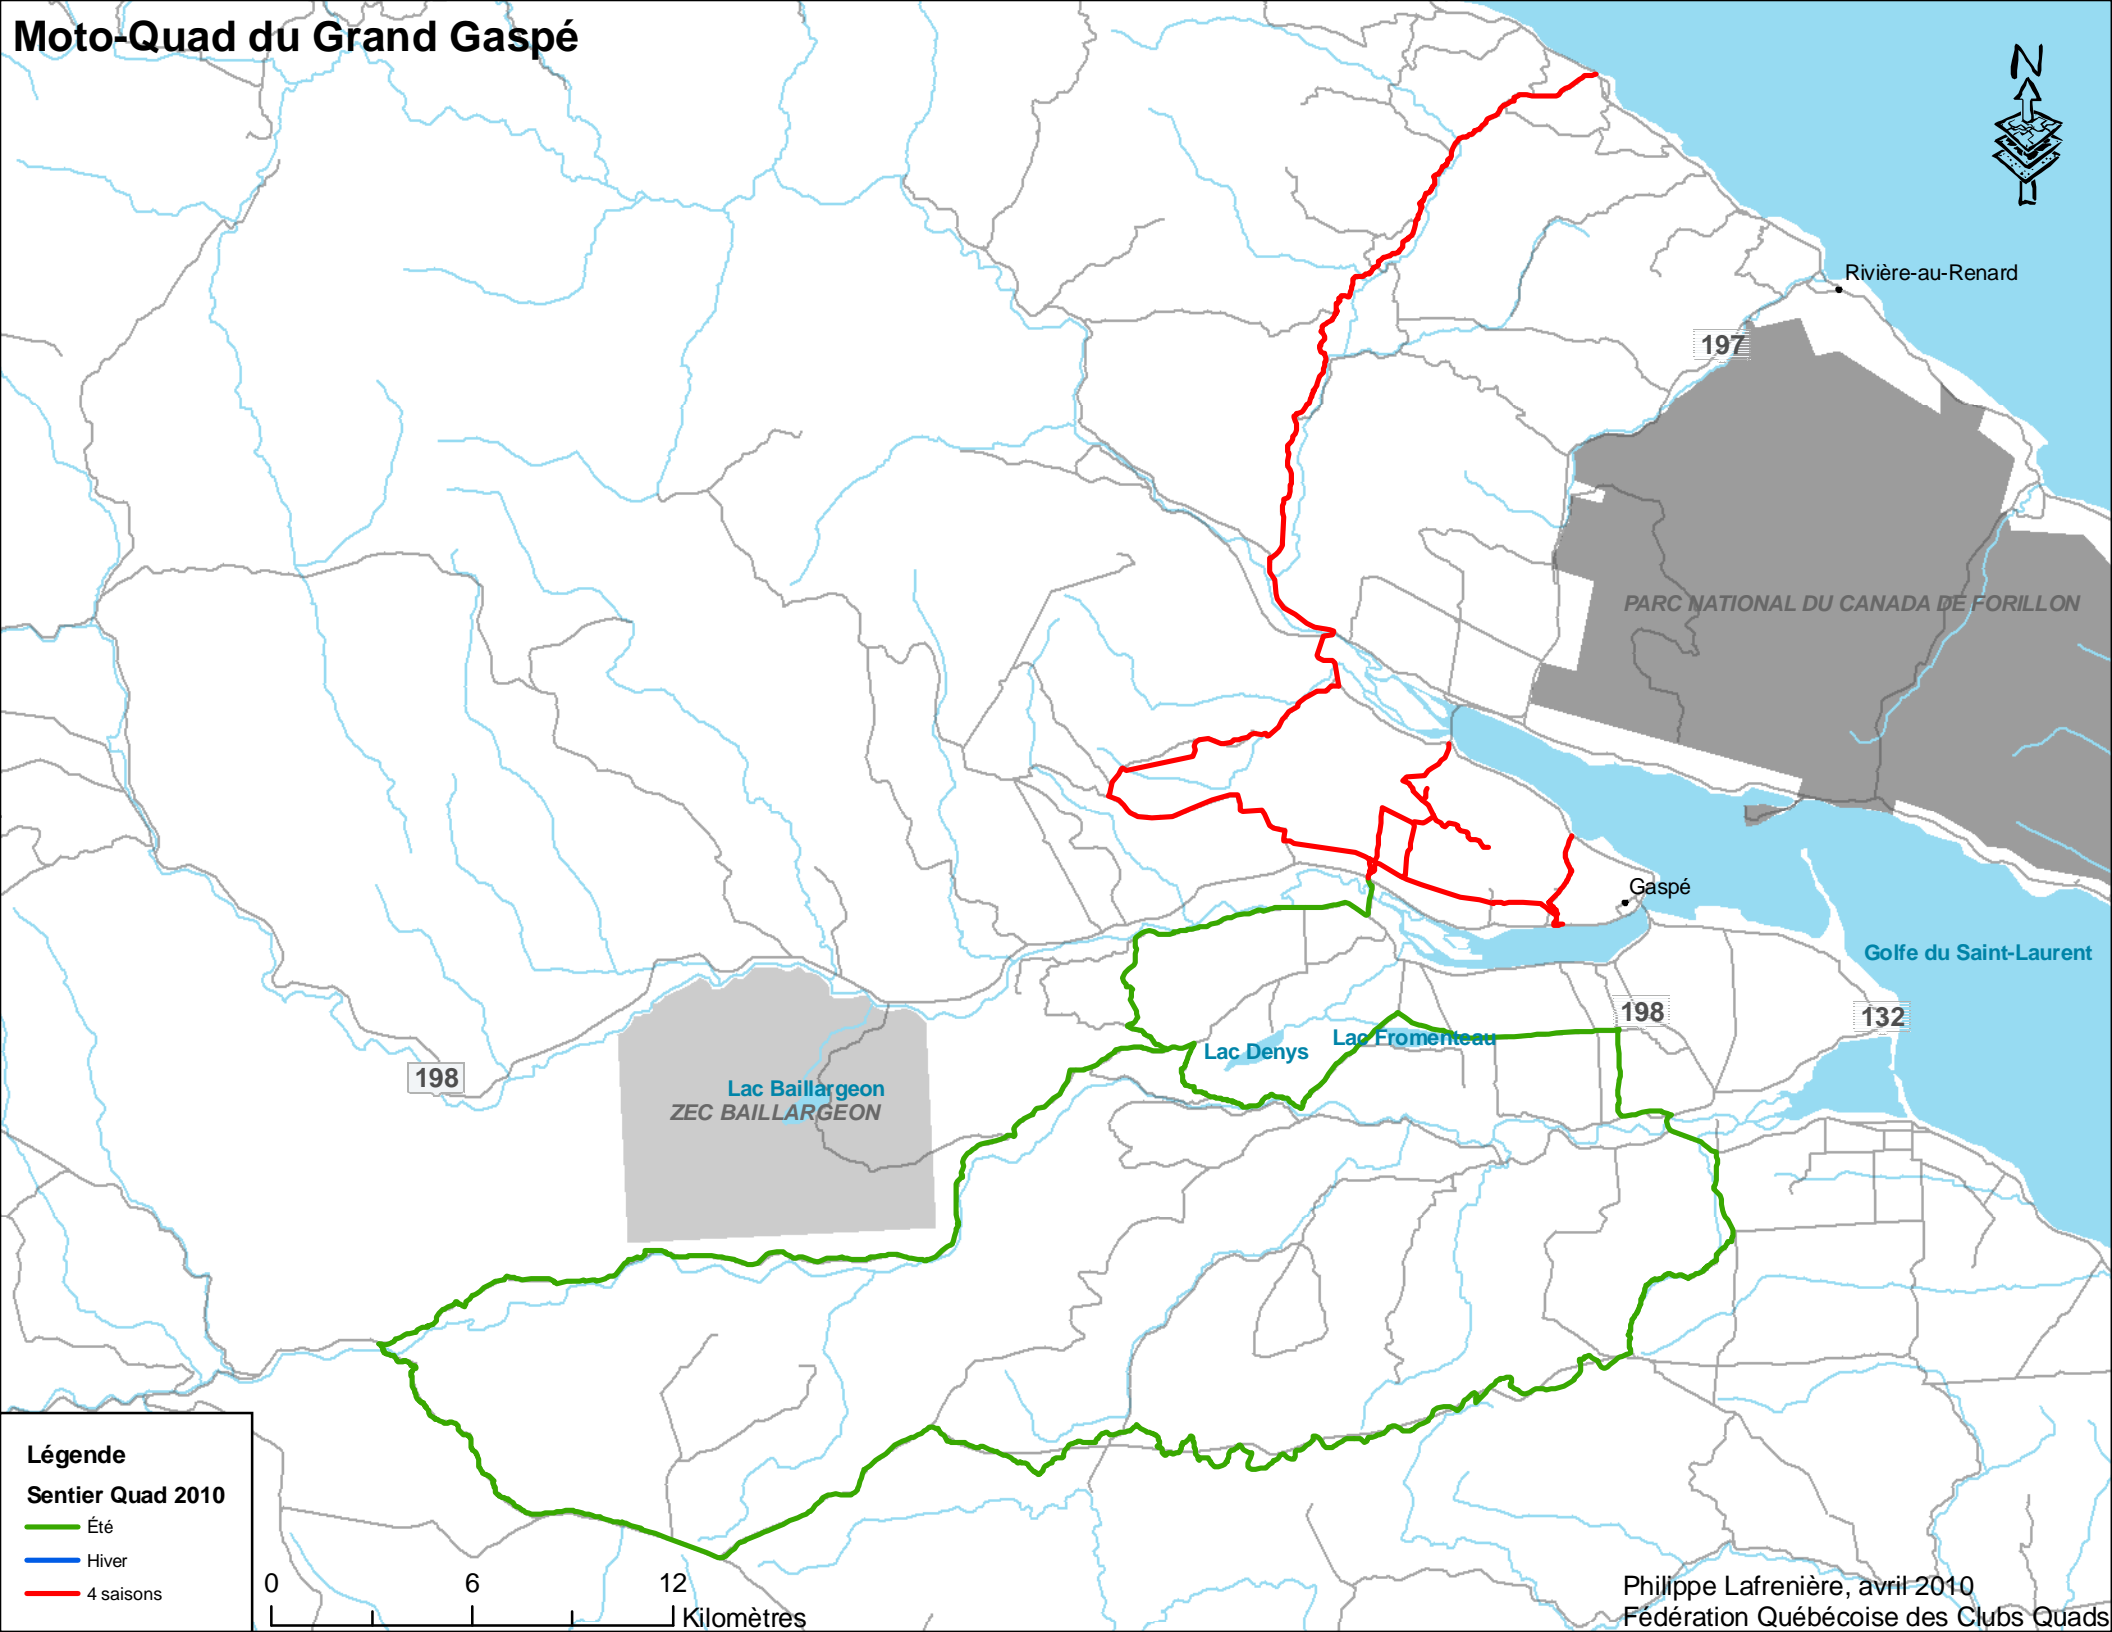 Moto-Quad du Grand Gaspé
N
Rivière-au-Renard
197
PARC NATIONAL DU CANADA DE FORILLON
Gaspé
Golfe du Saint-Laurent
198
132
Lac Fromenteau
Lac Denys
198
Lac Baillargeon
ZEC BAILLARGEON
Légende
Sentier Quad 2010
Été
Hiver
4 saisons
0 6 12
Kilomètres
Philippe Lafrenière, avril 2010
Fédération Québécoise des Clubs Quads